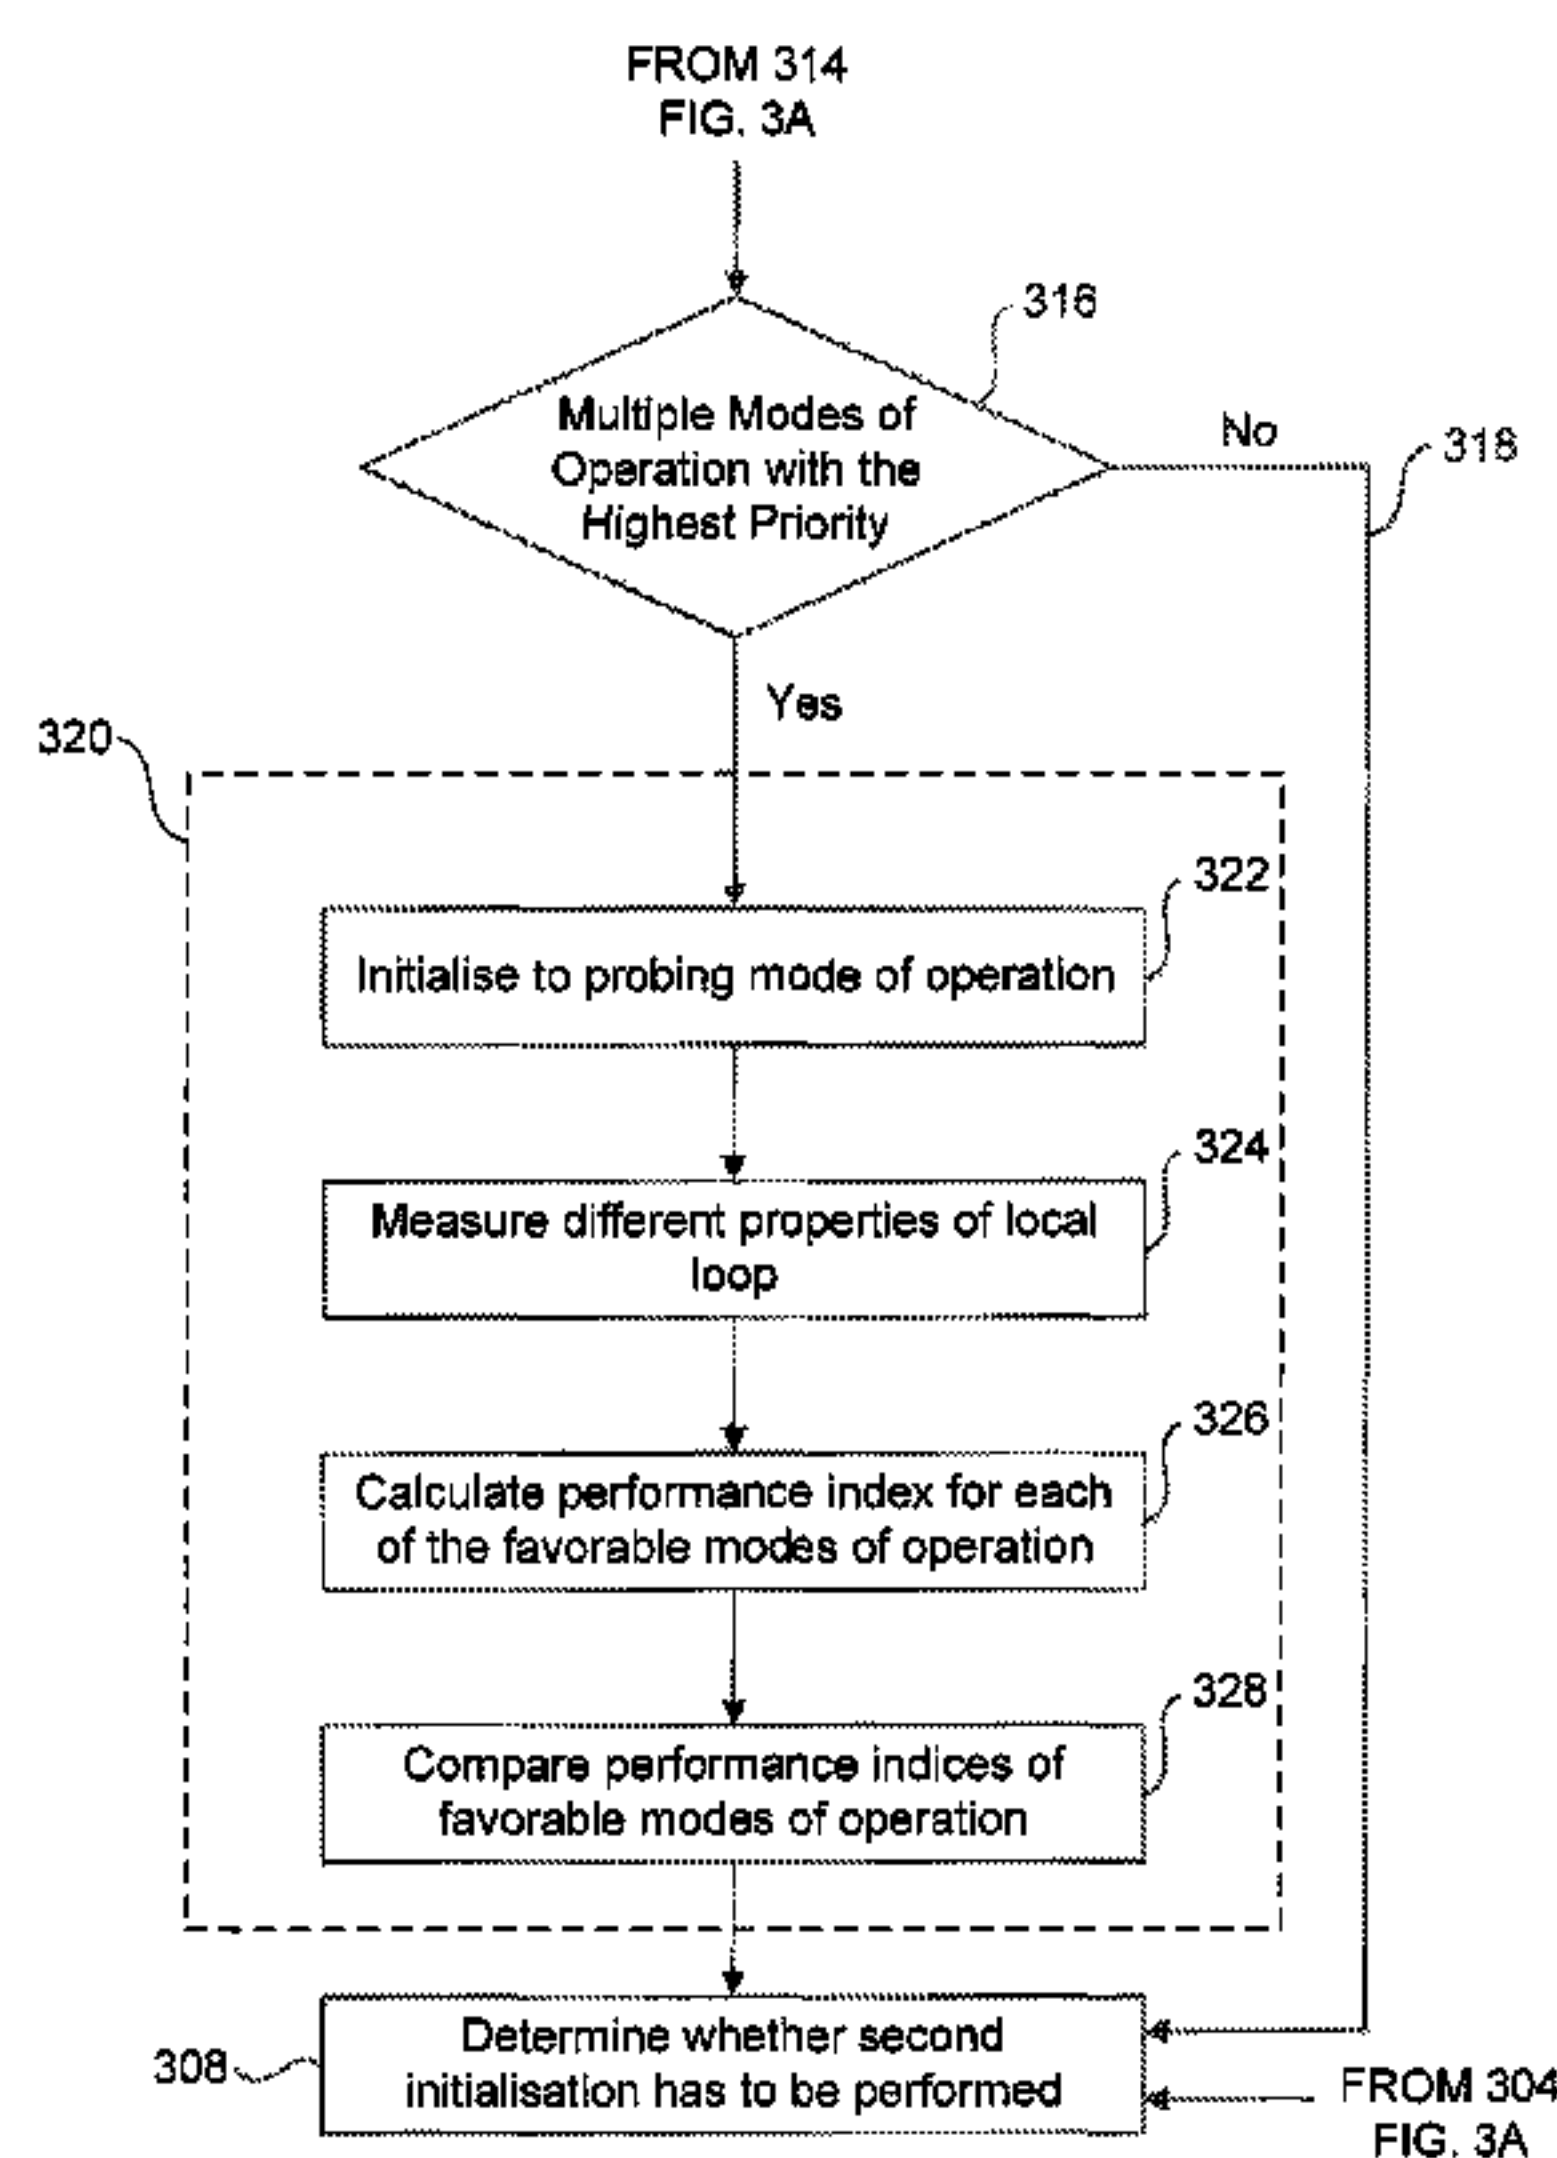 FROM 314
FIG. 3A
316
Multiple Modes of
Operation with the
Highest Priority
No
318
Yes
320
322
Initialise to probing mode of operation
324
Measure different properties of local
loop
326
Calculate performance index for each
of the favorable modes of operation
328
Compare performance indices of
favorable modes of operation
308
Determine whether second
initialisation has to be performed
FROM 304
FIG. 3A